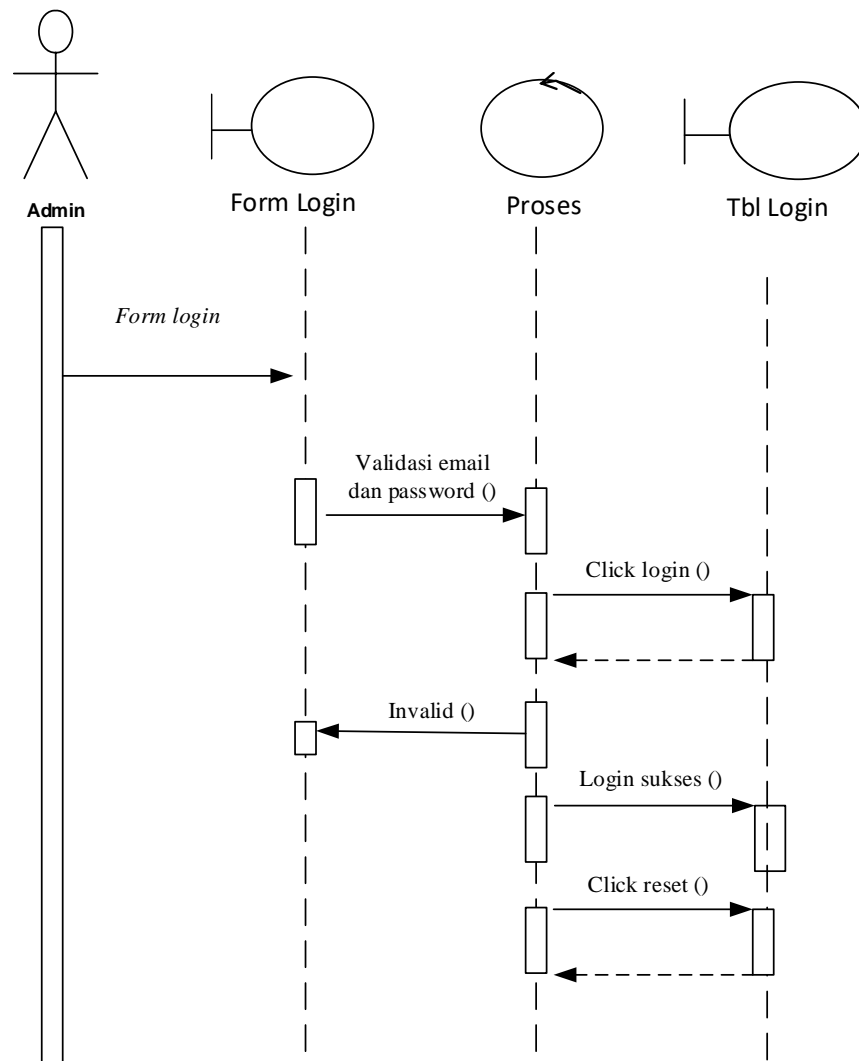 Admin
Form Login
Proses
Tbl Login
Form login
Validasi email
dan password ()
Click login ()
Invalid ()
Login sukses ()
Click reset ()